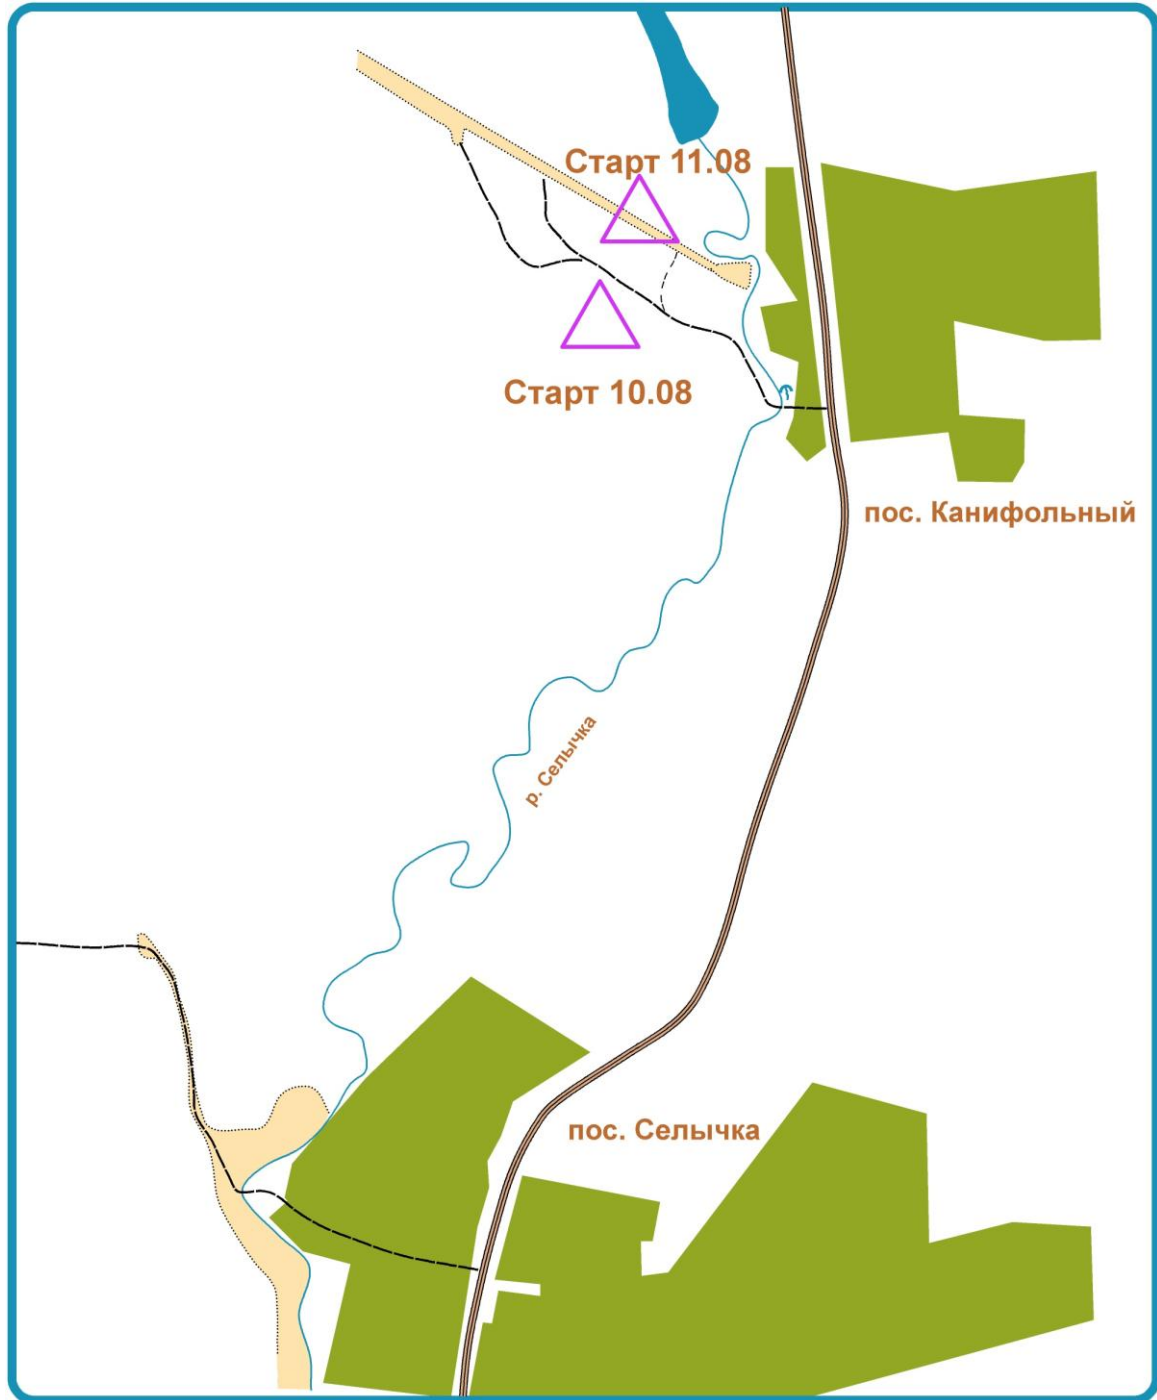 Старт 11.08
Старт 10.08
пос. Канифольный
р. Селычка
пос. Селычка